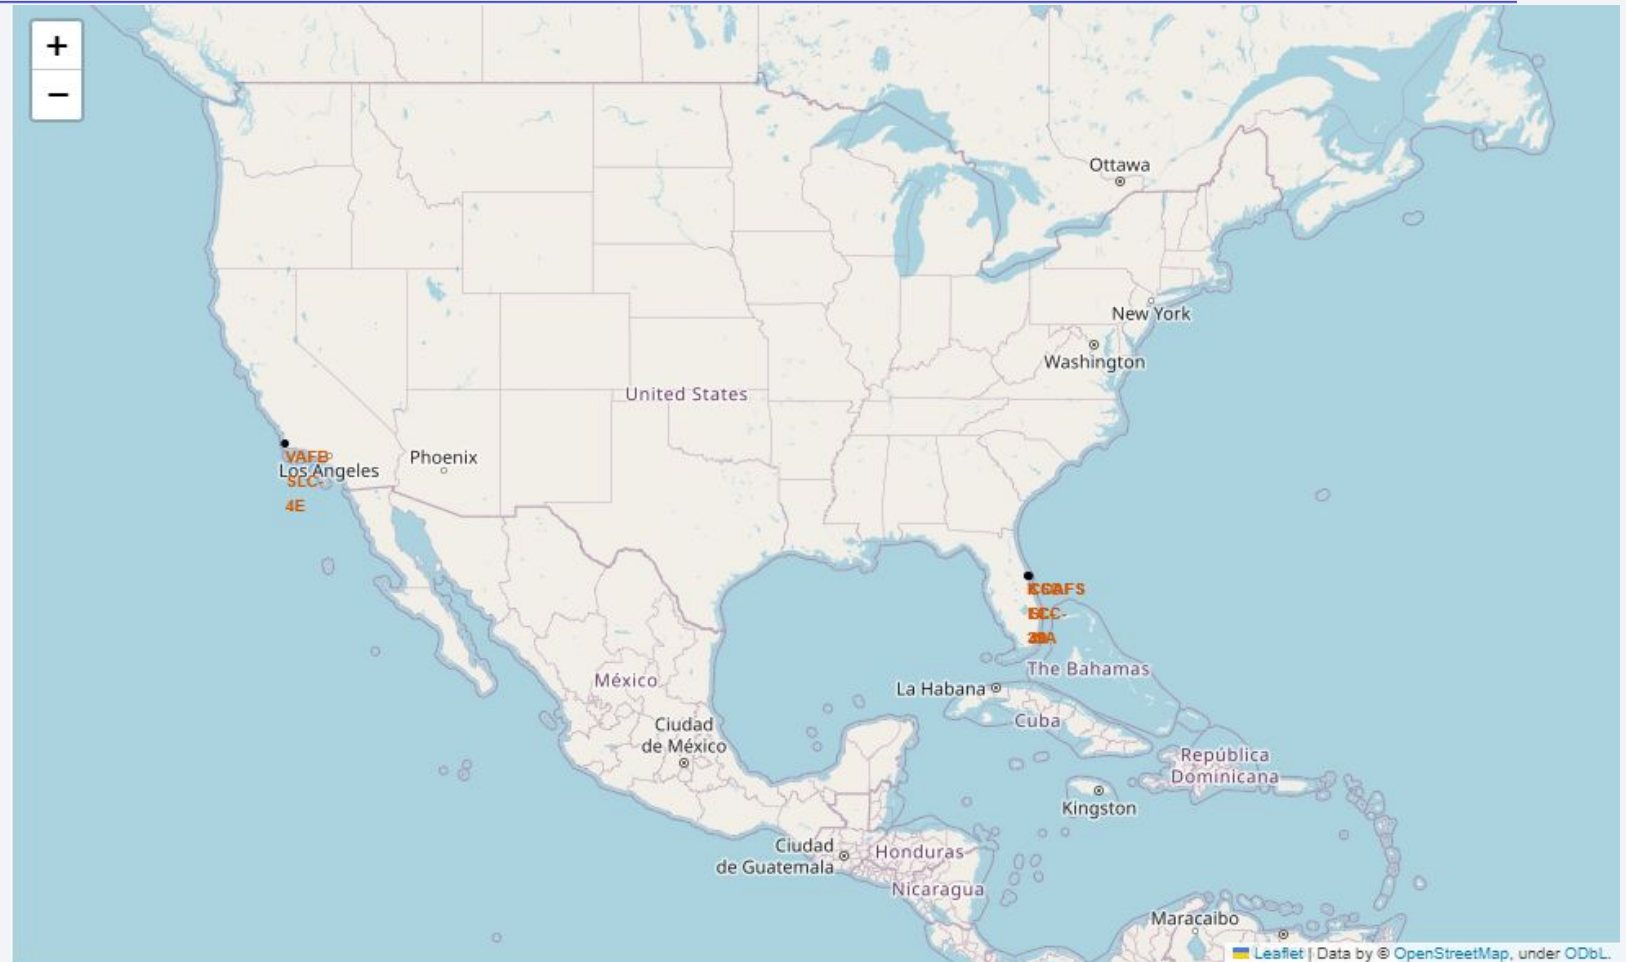 +
−
Ottawa
New York
Washington
United States
VAFB
SLC-
4E
Los Angeles
Phoenix
The Bahamas
La Habana
Cuba
México
Ciudad
de México
República
Dominicana
Kingston
Ciudad
de Guatemala
Honduras
Nicaragua
Maracaibo
Leaflet | Data by © OpenStreetMap, under ODbL.